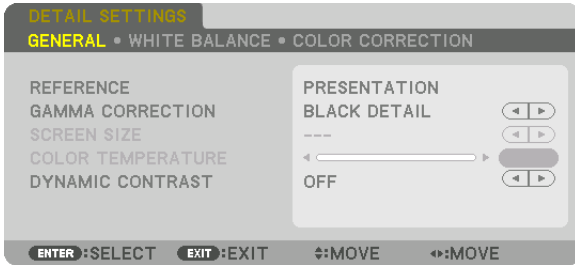 DETAIL SETTINGS
GENERAL • WHITE BALANCE • COLOR CORRECTION
REFERENCE PRESENTATION
GAMMA CORRECTION BLACK DETAIL
SCREEN SIZE ---
COLOR TEMPERATURE
DYNAMIC CONTRAST OFF
ENTER :SELECT EXIT :EXIT :MOVE :MOVE